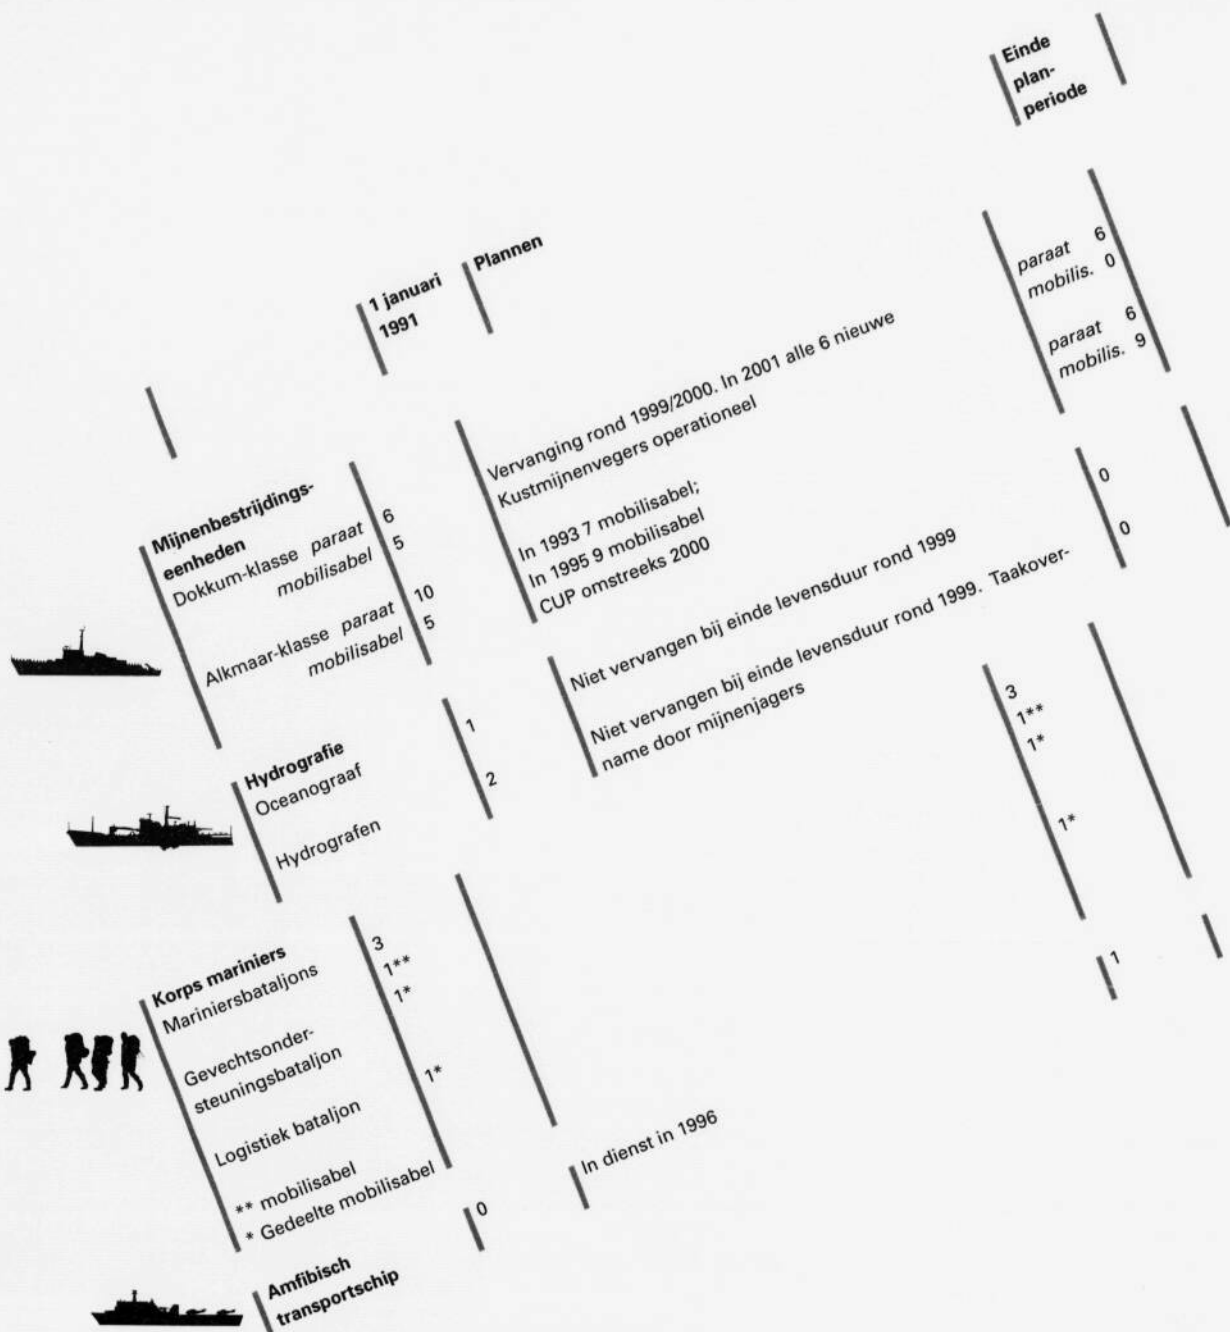 1 januari
1991
Plannen
Einde
plan-
periode
Mijnenbestrijdings-
eenheden
Dokkum-klasse paraat 6 Vervanging rond 1999/2000. In 2001 alle 6 nieuwe paraat 6
mobilisabel 5 Kustmijnenvegers operationeel mobilis. 0
Alkmaar-klasse paraat 10 In 1993 7 mobilisabel; paraat 6
mobilisabel 5 In 1995 9 mobilisabel mobilis. 9
CUP omstreeks 2000
Hydrografie
Oceanograaf 1 Niet vervangen bij einde levensduur rond 1999 0
Hydrografen 2 Niet vervangen bij einde levensduur rond 1999. Taakover- 0
name door mijnenjagers
Korps mariniers
Mariniersbataljons 3 3
1** 1**
Gevechtsonder- 1* 1*
steuningsbataljon
Logistiek bataljon 1* 1*
** mobilisabel
* Gedeelte mobilisabel
Amfibisch 0 In dienst in 1996 1
transportschip